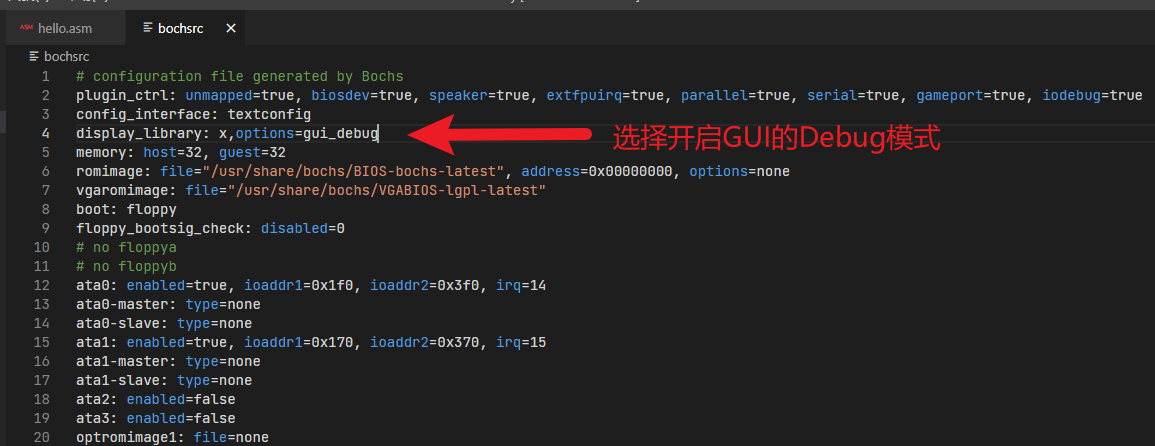 ASM hello.asm bochsrc ×
bochsrc
1 # configuration file generated by Bochs
2 plugin_ctrl: unmapped=true, biosdev=true, speaker=true, extfpuirq=true, parallel=true, serial=true, gameport=true, iodebug=true
3 config_interface: textconfig
4 display_library: x,options=gui_debug 选择开启GUI的Debug模式
5 memory: host=32, guest=32
6 romimage: file="/usr/share/bochs/BIOS-bochs-latest", address=0x00000000, options=none
7 vgaromimage: file="/usr/share/bochs/VGABIOS-lgpl-latest"
8 boot: floppy
9 floppy_bootsig_check: disabled=0
10 # no floppya
11 # no floppyb
12 ata0: enabled=true, ioaddr1=0x1f0, ioaddr2=0x3f0, irq=14
13 ata0-master: type=none
14 ata0-slave: type=none
15 ata1: enabled=true, ioaddr1=0x170, ioaddr2=0x370, irq=15
16 ata1-master: type=none
17 ata1-slave: type=none
18 ata2: enabled=false
19 ata3: enabled=false
20 optromimage1: file=none